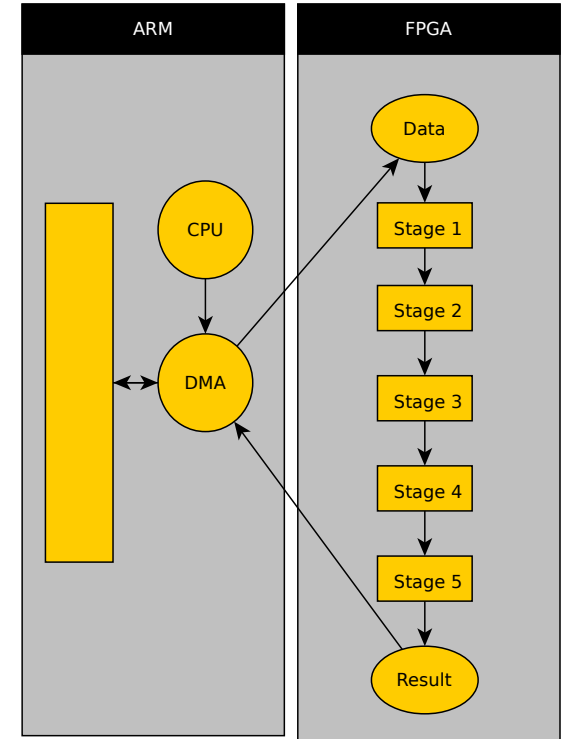 ARM
FPGA
Data
CPU
Stage 1
Stage 2
DMA
Stage 3
Stage 4
Stage 5
Result